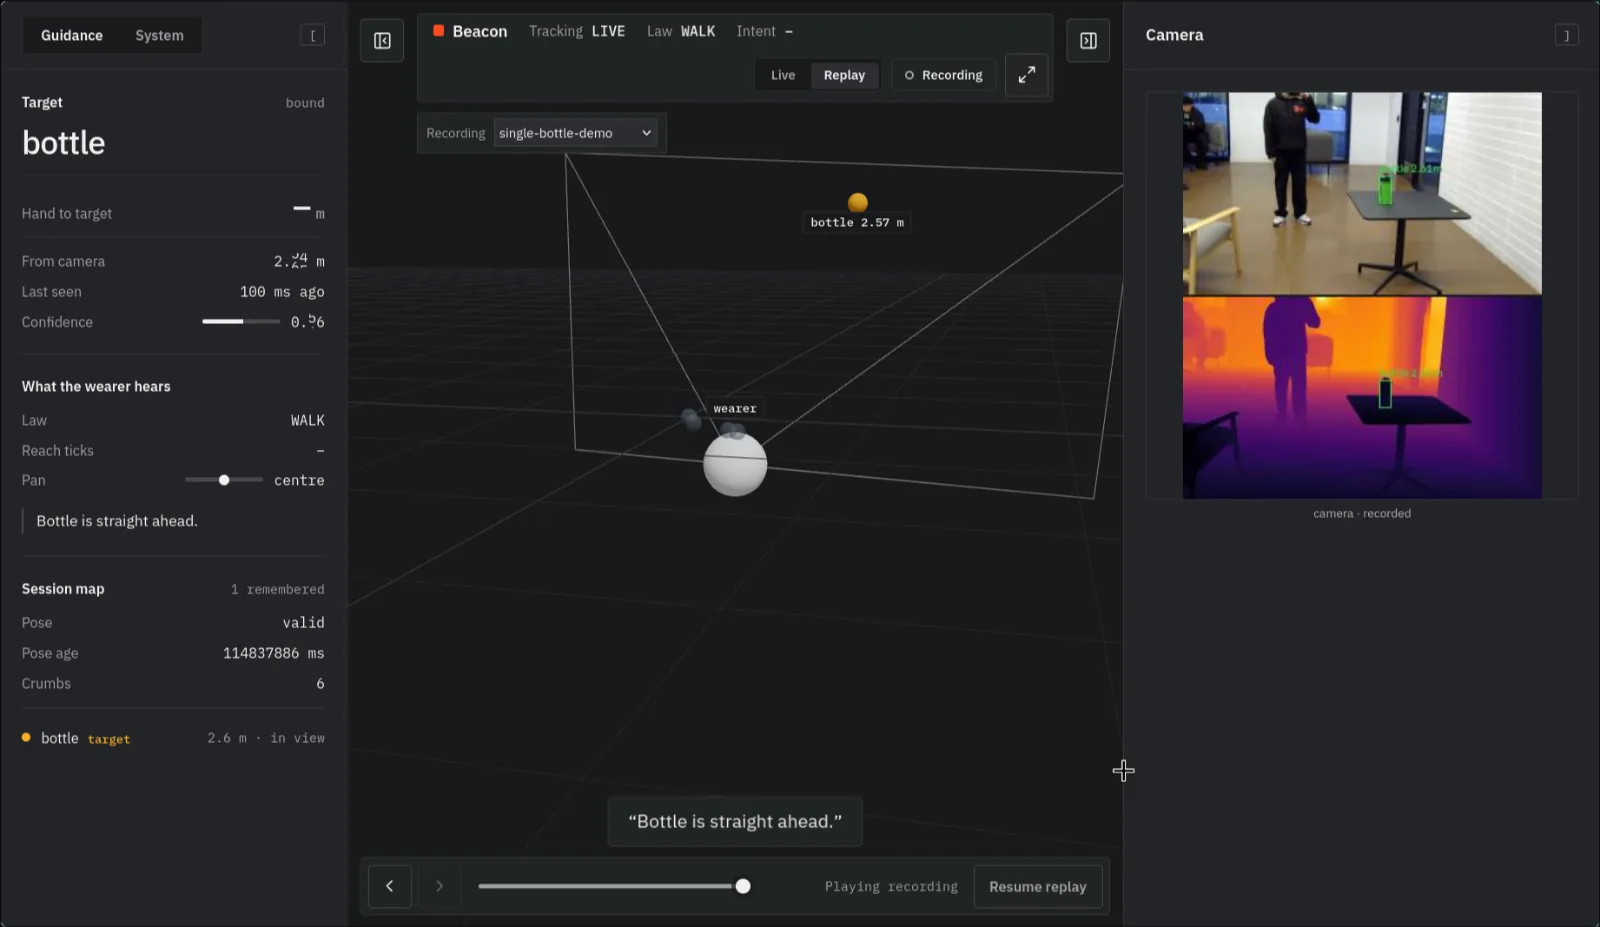 Guidance System [
Target bound
bottle
Hand to target — m
From camera m
Last seen 100 ms ago
Confidence
What the wearer hears
Law WALK
Reach ticks –
Pan centre
Bottle is straight ahead.
Session map 1 remembered
Pose valid
Pose age 114837886 ms
Crumbs 6
bottle target 2.6 m · in view
Beacon Tracking LIVE Law WALK Intent –
Live Replay Recording
Recording single-bottle-demo
bottle 2.57 m
wearer
“Bottle is straight ahead.”
Playing recording Resume replay
Camera ]
camera · recorded